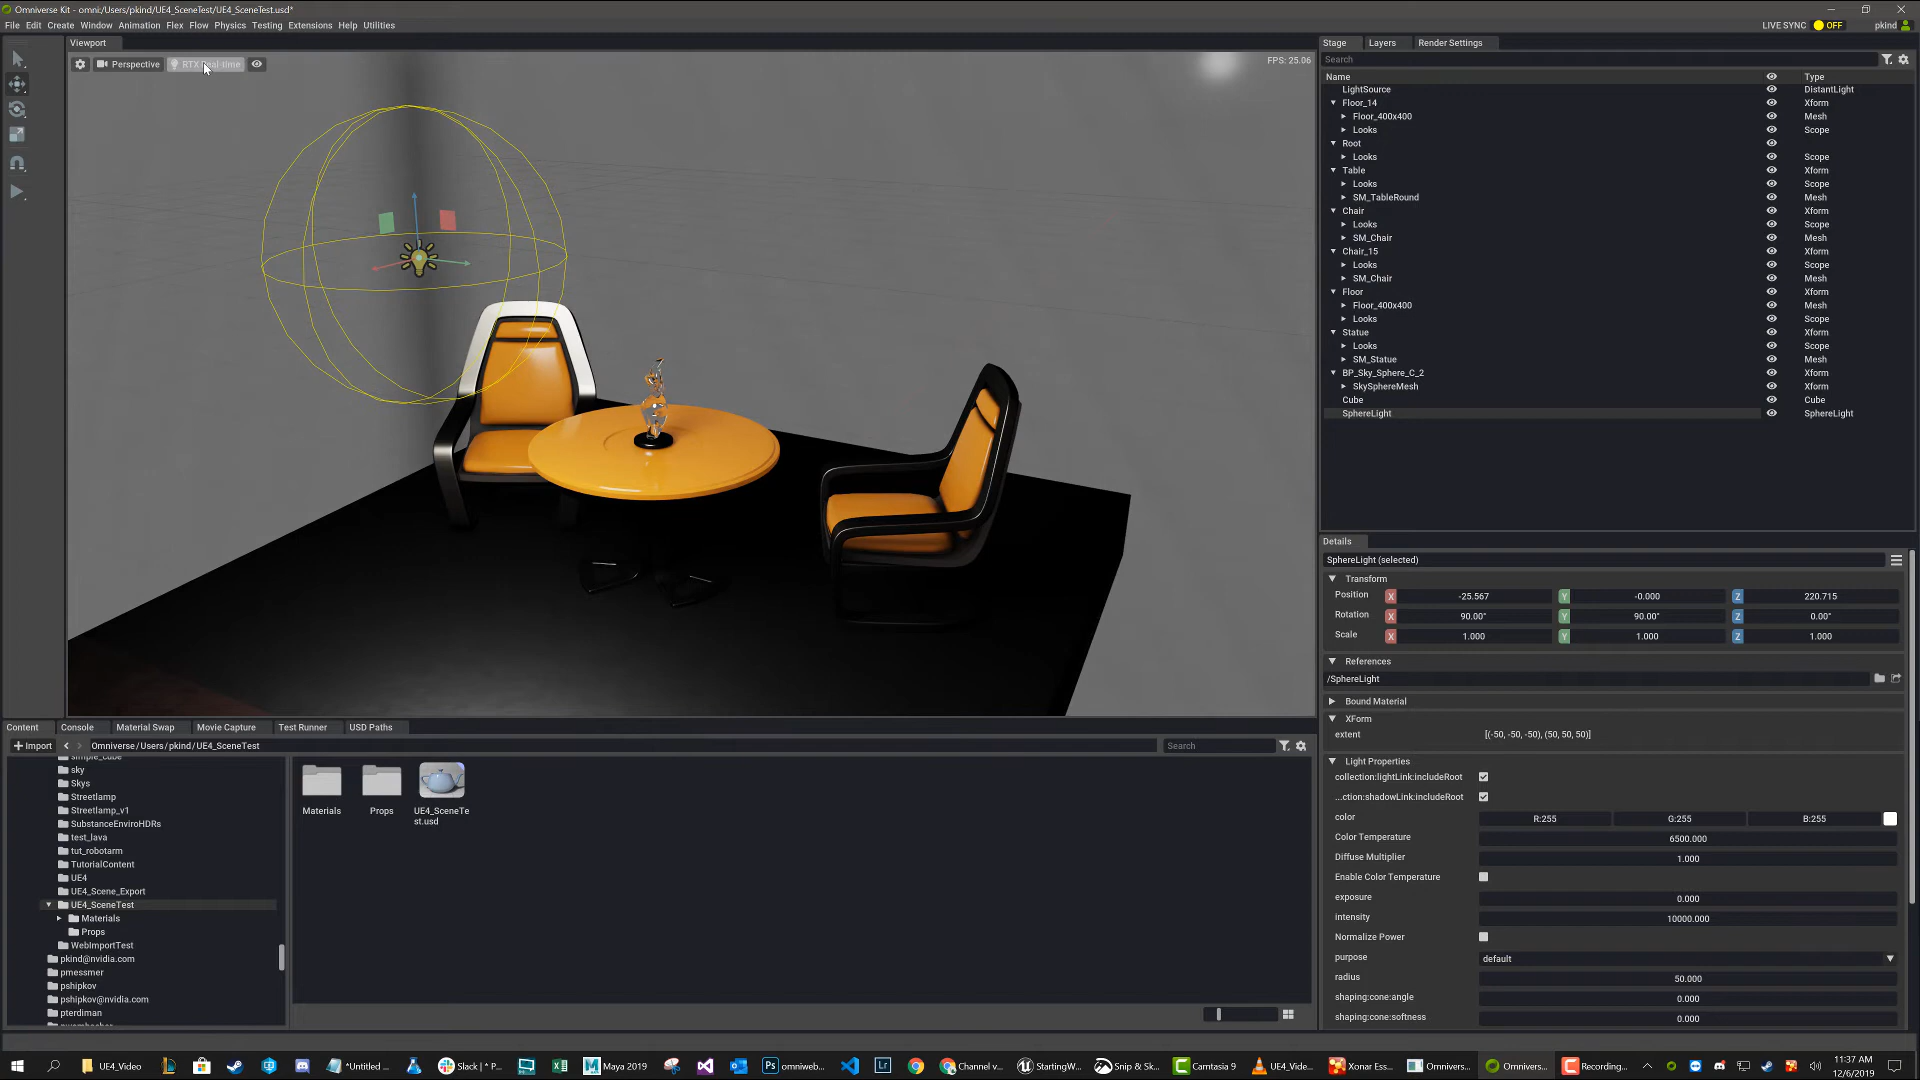 Omniverse Kit - omni:/Users/pkind/UE4_SceneTest/UE4_SceneTest.usd*
File Edit Create Window Animation Flex Flow Physics Testing Extensions Help Utilities
LIVE SYNC OFF pkind
Viewport
Perspective
FPS: 25.06
Stage Layers Render Settings
Search
Name Type
LightSource DistantLight
Floor_14 Xform
Floor_400x400 Mesh
Looks Scope
Root
Looks Scope
Table Xform
Looks Scope
SM_TableRound Mesh
Chair Xform
Looks Scope
SM_Chair Mesh
Chair_15 Xform
Looks Scope
SM_Chair Mesh
Floor Xform
Floor_400x400 Mesh
Looks Scope
Statue Xform
Looks Scope
SM_Statue Mesh
BP_Sky_Sphere_C_2 Xform
SkySphereMesh Xform
Cube Cube
SphereLight SphereLight
Details
SphereLight (selected)
Transform
Position X -25.567 Y -0.000 Z 220.715
Rotation X 90.00° Y 90.00° Z 0.00°
Scale X 1.000 Y 1.000 Z 1.000
References
/SphereLight
Bound Material
XForm
extent [(-50, -50, -50), (50, 50, 50)]
Light Properties
collection:lightLink:includeRoot
...ction:shadowLink:includeRoot
color R:255 G:255 B:255
Color Temperature 6500.000
Diffuse Multiplier 1.000
Enable Color Temperature
exposure 0.000
intensity 10000.000
Normalize Power
purpose default
radius 50.000
shaping:cone:angle 0.000
shaping:cone:softness 0.000
Content Console Material Swap Movie Capture Test Runner USD Paths
+ Import Omniverse/Users/pkind/UE4_SceneTest Search
simple_cube
sky
Skys
Streetlamp
Streetlamp_v1
SubstanceEnviroHDRs
test_lava
tut_robotarm
TutorialContent
UE4
UE4_Scene_Export
UE4_SceneTest
Materials
Props
WebImportTest
pkind@nvidia.com
pmessmer
pshipkov
pshipkov@nvidia.com
pterdiman
Materials Props UE4_SceneTe
st.usd
UE4_Video *Untitled ... Slack | * P... Maya 2019 omniweb... Channel v... StartingW... Snip & Sk... Camtasia 9 UE4_Vide... Xonar Ess... Omnivers... Omnivers... Recording... 11:37 AM
12/6/2019